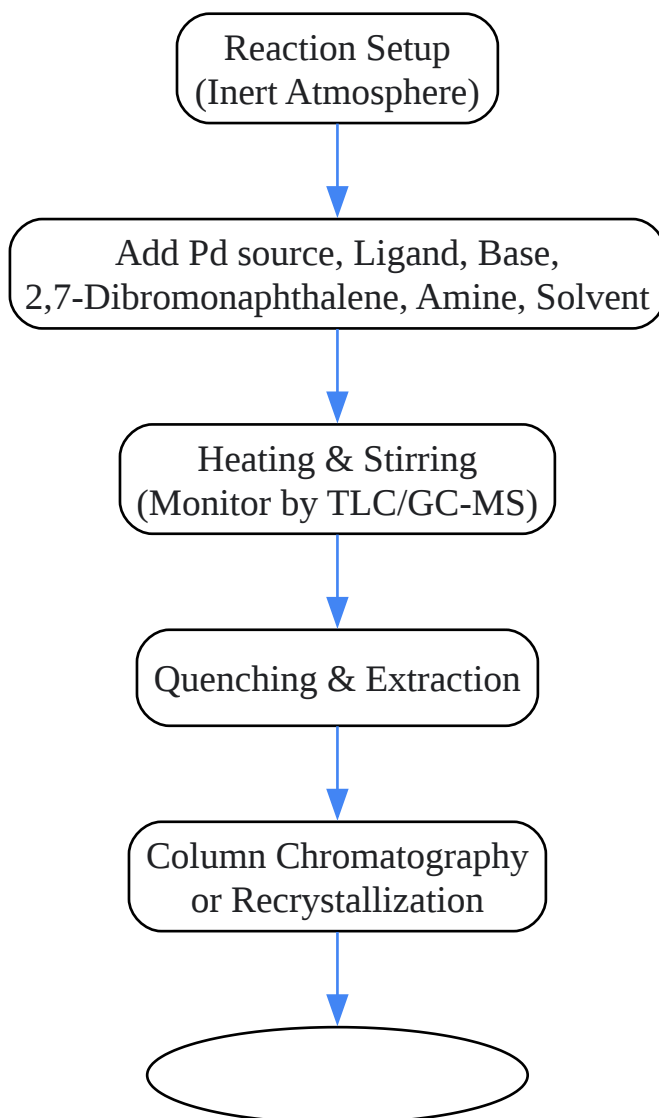 Reaction Setup
(Inert Atmosphere)
Add Pd source, Ligand, Base,
2,7-Dibromonaphthalene, Amine, Solvent
Heating & Stirring
(Monitor by TLC/GC-MS)
Quenching & Extraction
Column Chromatography
or Recrystallization